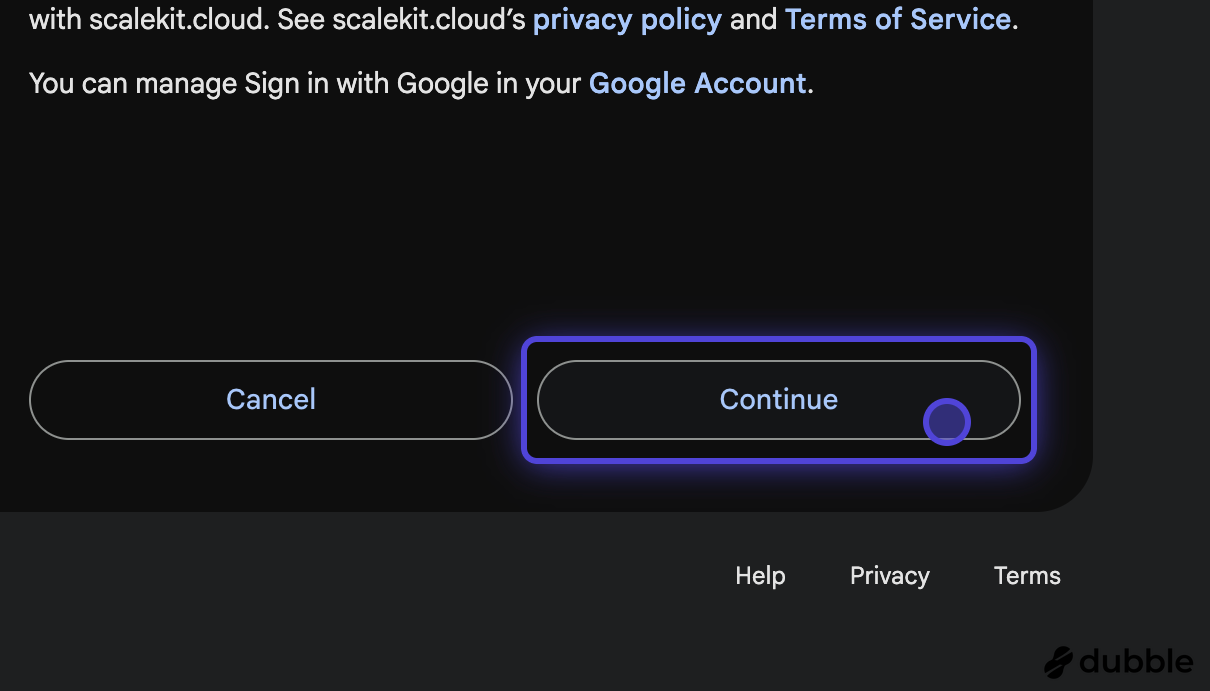 with scalekit.cloud. See scalekit.cloud’s privacy policy and Terms of Service.
You can manage Sign in with Google in your Google Account.
Cancel
Continue
Help Privacy Terms
dubble